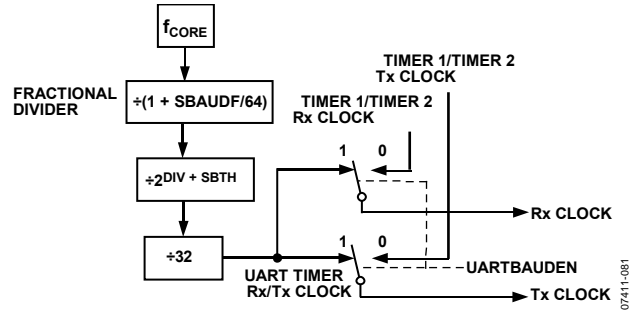 fCORE
FRACTIONAL
DIVIDER
÷(1 + SBAUDF/64)
÷2DIV + SBTH
÷32
TIMER 1/TIMER 2
Tx CLOCK
TIMER 1/TIMER 2
Rx CLOCK
1 0
Rx CLOCK
1 0
UART TIMER
Rx/Tx CLOCK
UARTBAUDEN
Tx CLOCK
07411-081